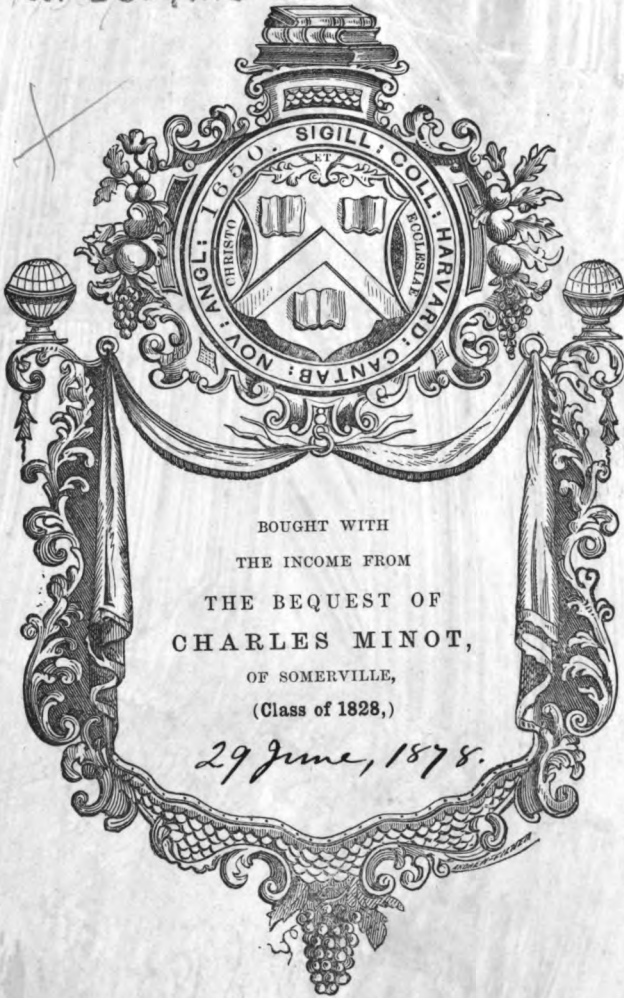 SIGILL: COLL: HARVARD: CANTAB: NOV: ANGL: 1650.
ET
CHRISTO
ECCLESIAE
BOUGHT WITH
THE INCOME FROM
THE BEQUEST OF
CHARLES MINOT,
OF SOMERVILLE,
(Class of 1828,)
29 June, 1878.